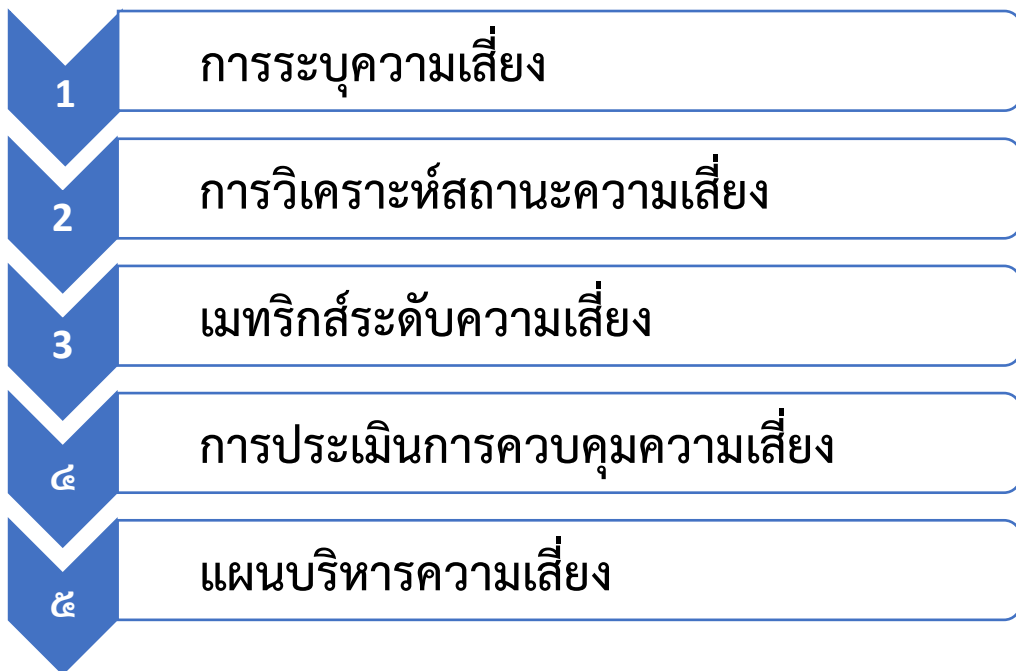 1
การระบุความเสี่ยง
2
การวิเคราะห์สถานะความเสี่ยง
3
เมทริกส์ระดับความเสี่ยง
๔
การประเมินการควบคุมความเสี่ยง
๕
แผนบริหารความเสี่ยง